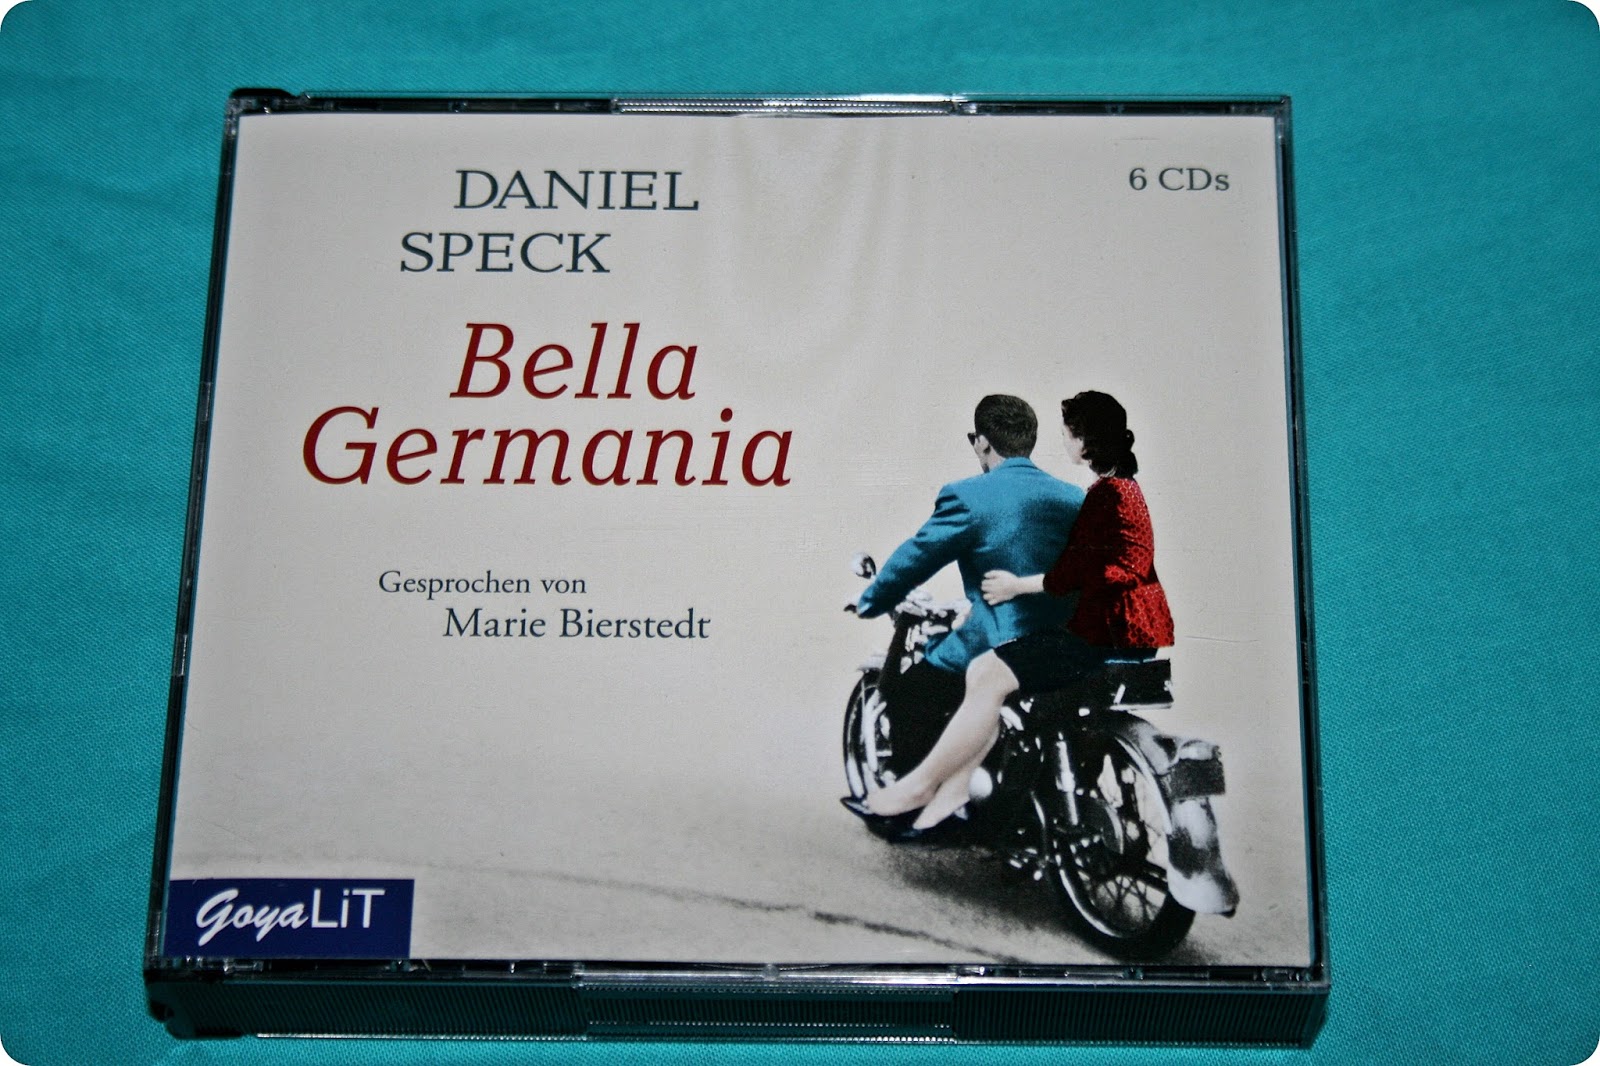 DANIEL
SPECK
6 CDs
Bella
Germania
Gesprochen von
Marie Bierstedt
GoyaLiT